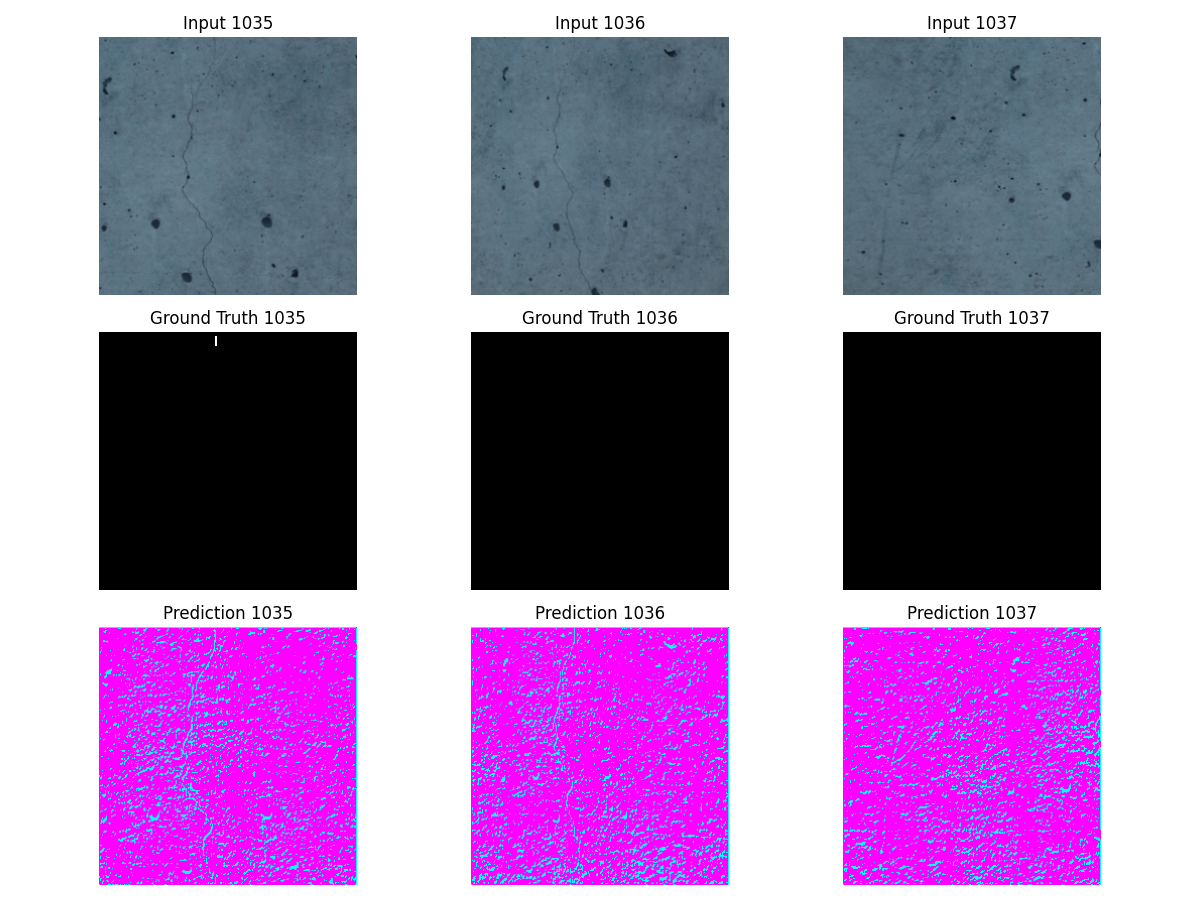 Input 1035
Input 1036
Input 1037
Ground Truth 1035
Ground Truth 1036
Ground Truth 1037
Prediction 1035
Prediction 1036
Prediction 1037